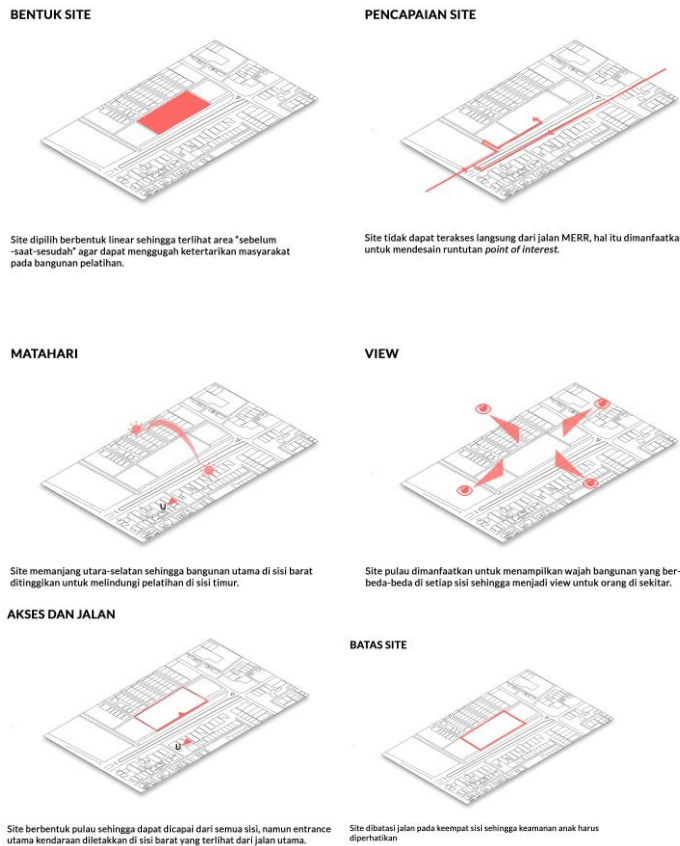 BENTUK SITE
Site dipilih berbentuk linear sehingga terlihat area "sebelum
-saat-sesudah" agar dapat menggugah ketertarikan masyarakat
pada bangunan pelatihan.
PENCAPAIAN SITE
Site tidak dapat terakses langsung dari jalan MERR, hal itu dimanfaatka
untuk mendesain runtutan point of interest.
MATAHARI
U
Site memanjang utara-selatan sehingga bangunan utama di sisi barat
ditinggikan untuk melindungi pelatihan di sisi timur.
VIEW
Site pulau dimanfaatkan untuk menampilkan wajah bangunan yang ber-
beda-beda di setiap sisi sehingga menjadi view untuk orang di sekitar.
AKSES DAN JALAN
U
Site berbentuk pulau sehingga dapat dicapai dari semua sisi, namun entrance
utama kendaraan diletakkan di sisi barat yang terlihat dari jalan utama.
BATAS SITE
Site dibatasi jalan pada keempat sisi sehingga keamanan anak harus
diperhatikan